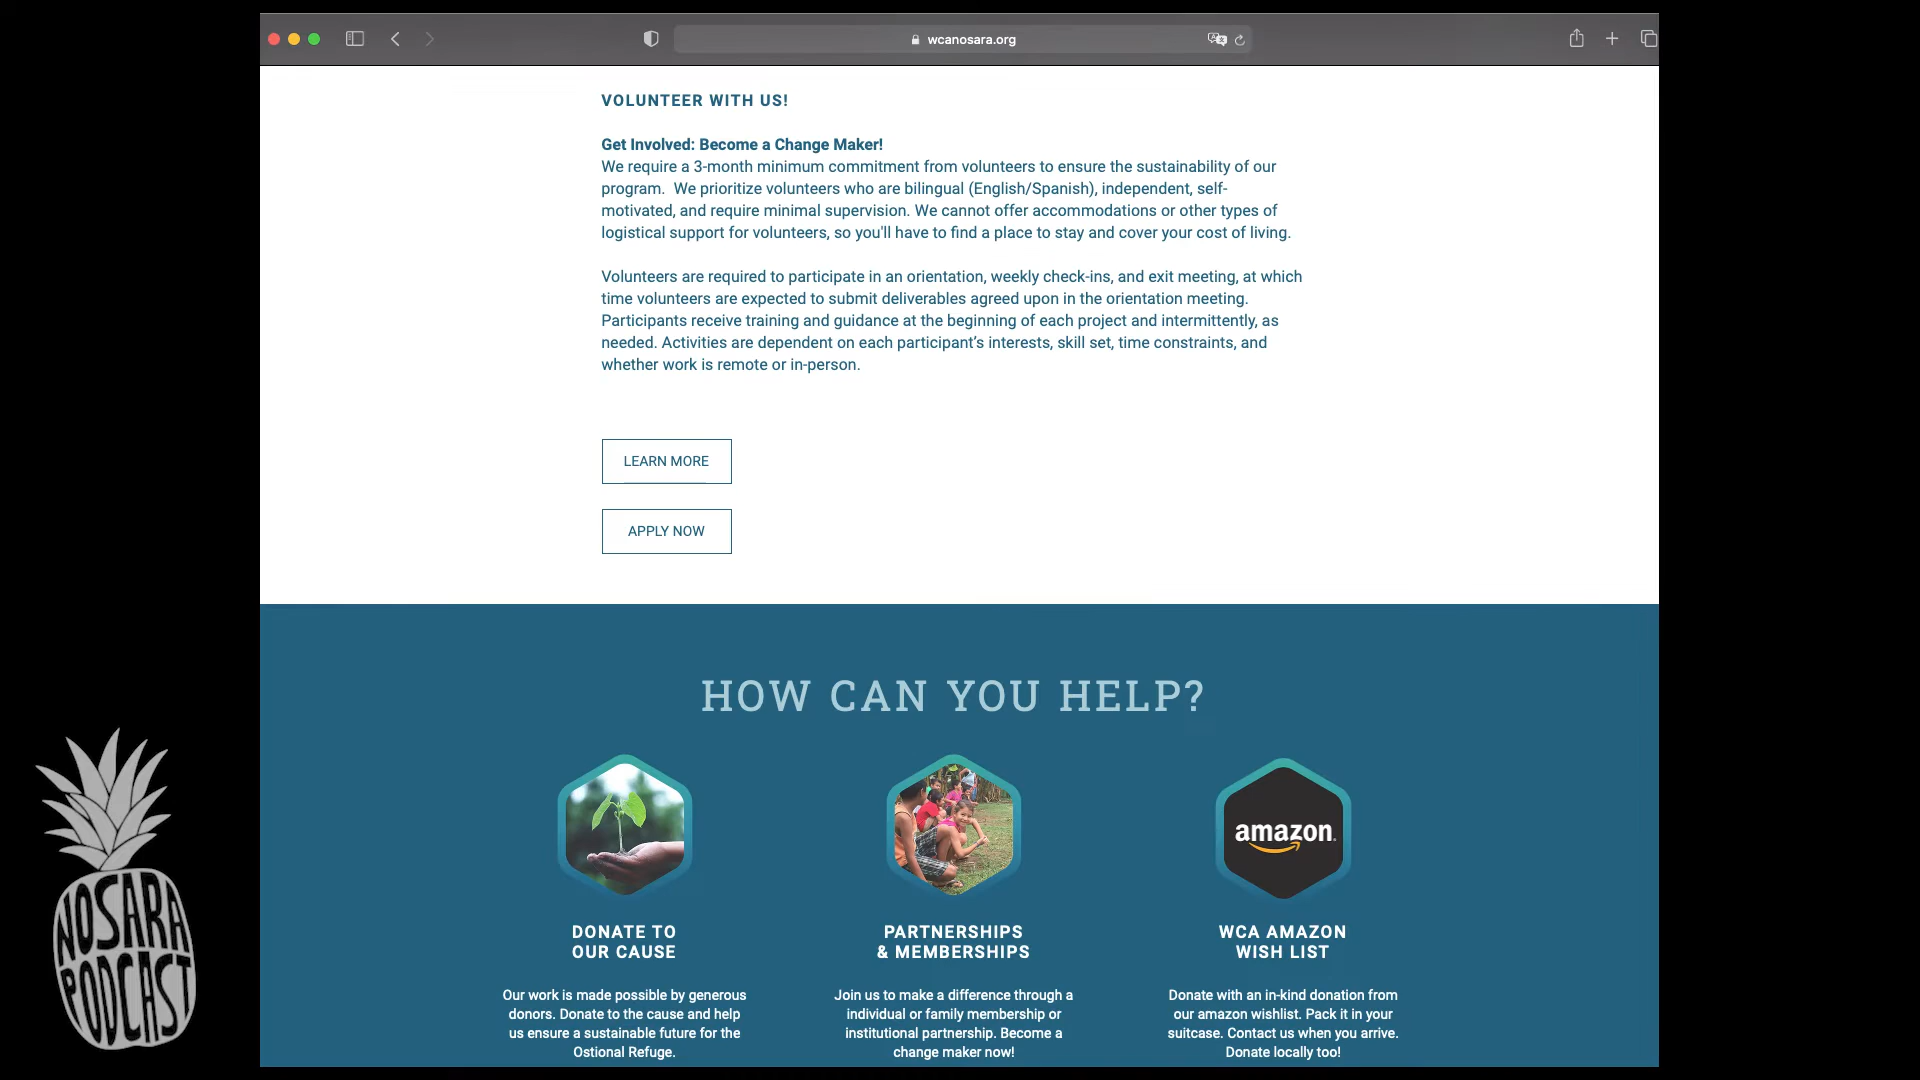 wcanosara.org
VOLUNTEER WITH US!
Get Involved: Become a Change Maker!
We require a 3-month minimum commitment from volunteers to ensure the sustainability of our
program.  We prioritize volunteers who are bilingual (English/Spanish), independent, self-
motivated, and require minimal supervision. We cannot offer accommodations or other types of
logistical support for volunteers, so you'll have to find a place to stay and cover your cost of living.
Volunteers are required to participate in an orientation, weekly check-ins, and exit meeting, at which
time volunteers are expected to submit deliverables agreed upon in the orientation meeting.
Participants receive training and guidance at the beginning of each project and intermittently, as
needed. Activities are dependent on each participant’s interests, skill set, time constraints, and
whether work is remote or in-person.
LEARN MORE
APPLY NOW
HOW CAN YOU HELP?
amazon
DONATE TO
OUR CAUSE
Our work is made possible by generous
donors. Donate to the cause and help
us ensure a sustainable future for the
Ostional Refuge.
PARTNERSHIPS
& MEMBERSHIPS
Join us to make a difference through a
individual or family membership or
institutional partnership. Become a
change maker now!
WCA AMAZON
WISH LIST
Donate with an in-kind donation from
our amazon wishlist. Pack it in your
suitcase. Contact us when you arrive.
Donate locally too!
NOSARA
PODCAST